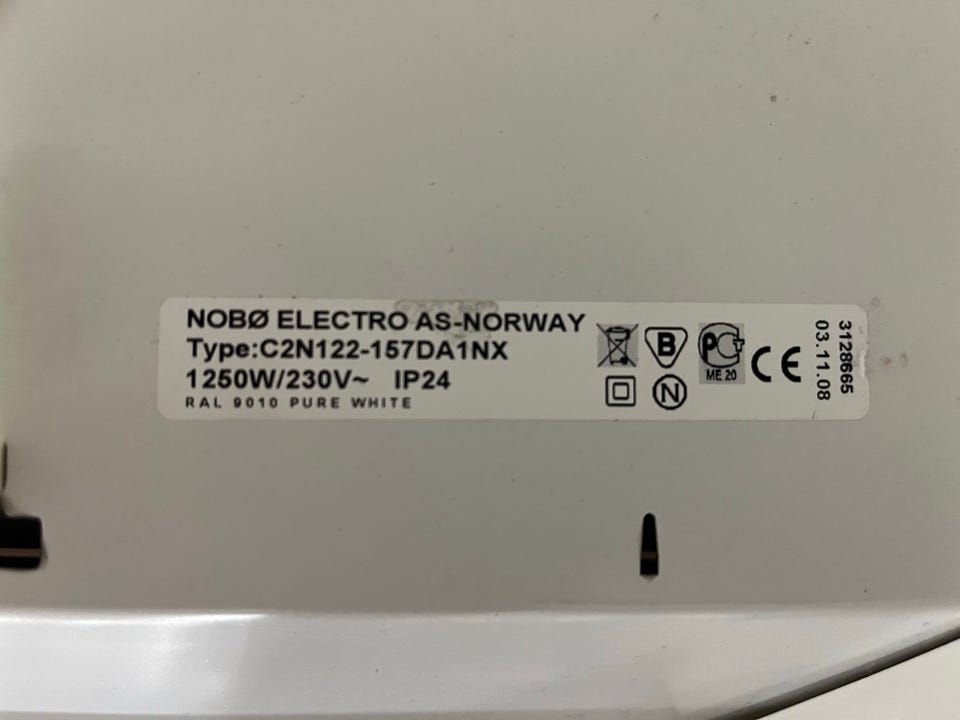 NOBØ ELECTRO AS-NORWAY
Type:C2N122-157DA1NX
1250W/230V~ IP24
RAL 9010 PURE WHITE
B
PCT
ME 20
N
CE
3128665
03.11.08